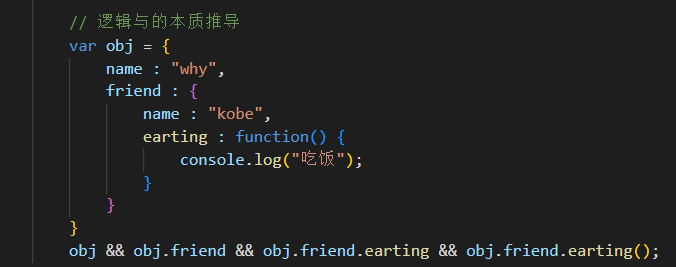 // 逻辑与的本质推导
var obj = {
    name : "why",
    friend : {
        name : "kobe",
        earting : function() {
            console.log("吃饭");
        }
    }
}
obj && obj.friend && obj.friend.earting && obj.friend.earting();